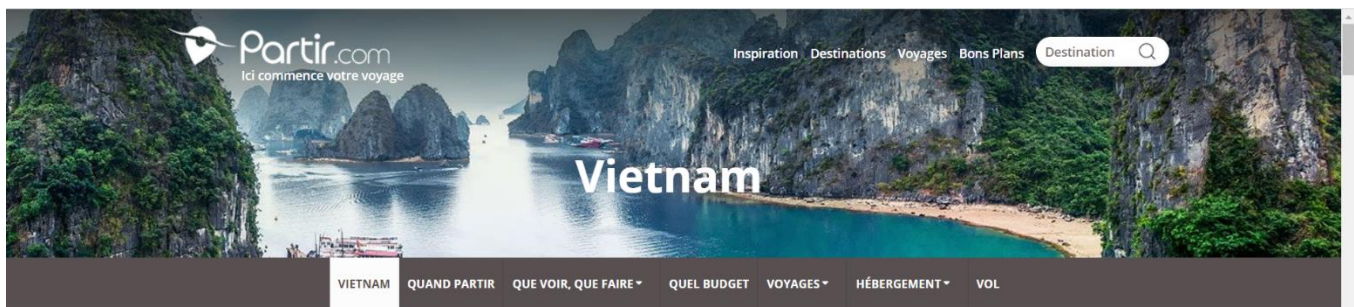 Partir.com
Ici commence votre voyage
Inspiration Destinations Voyages Bons Plans Destination
Vietnam
VIETNAM QUAND PARTIR QUE VOIR, QUE FAIRE QUEL BUDGET VOYAGES HÉBERGEMENT VOL